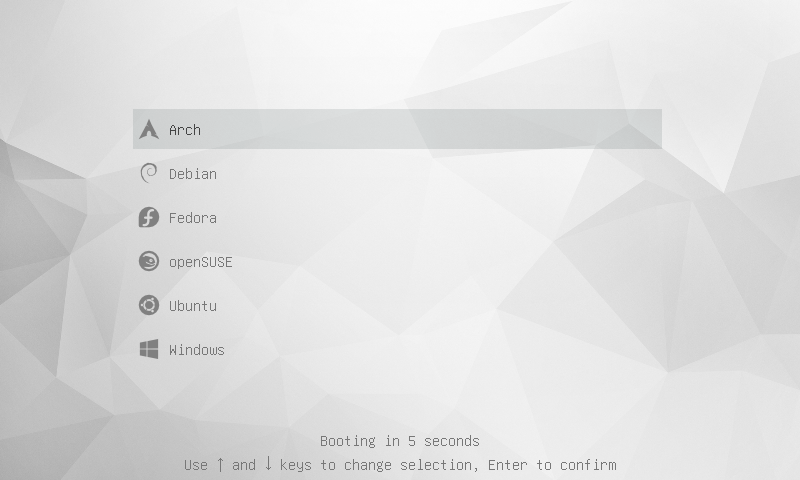 Arch
Debian
Fedora
openSUSE
Ubuntu
Windows
Booting in 5 seconds
Use ↑ and ↓ keys to change selection, Enter to confirm